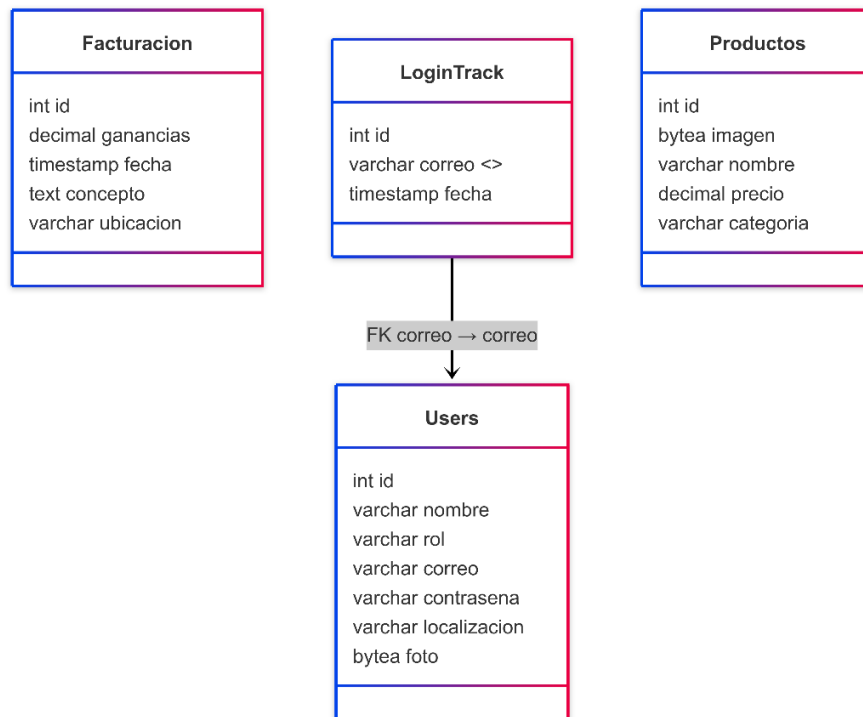 Facturacion
int id
decimal ganancias
timestamp fecha
text concepto
varchar ubicacion
LoginTrack
int id
varchar correo <>
timestamp fecha
Productos
int id
bytea imagen
varchar nombre
decimal precio
varchar categoria
FK correo → correo
Users
int id
varchar nombre
varchar rol
varchar correo
varchar contrasena
varchar localizacion
bytea foto